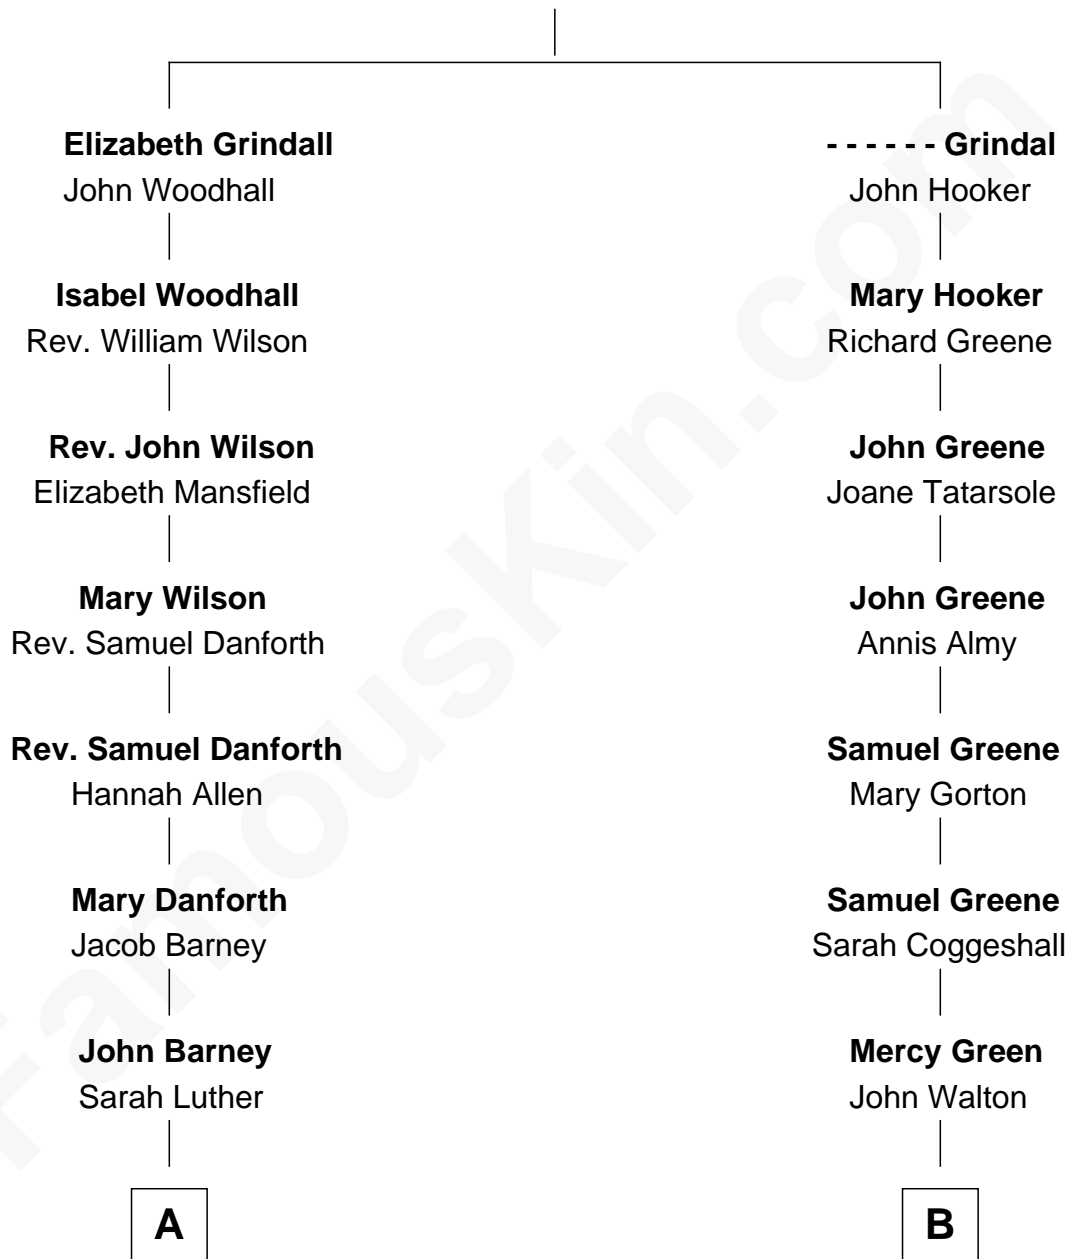 Elizabeth Grindall
John Woodhall
Isabel Woodhall
Rev. William Wilson
Rev. John Wilson
Elizabeth Mansfield
Mary Wilson
Rev. Samuel Danforth
Rev. Samuel Danforth
Hannah Allen
Mary Danforth
Jacob Barney
John Barney
Sarah Luther
A
- - - - - - Grindal
John Hooker
Mary Hooker
Richard Greene
John Greene
Joane Tatarsole
John Greene
Annis Almy
Samuel Greene
Mary Gorton
Samuel Greene
Sarah Coggeshall
Mercy Green
John Walton
B
FamousKin.com